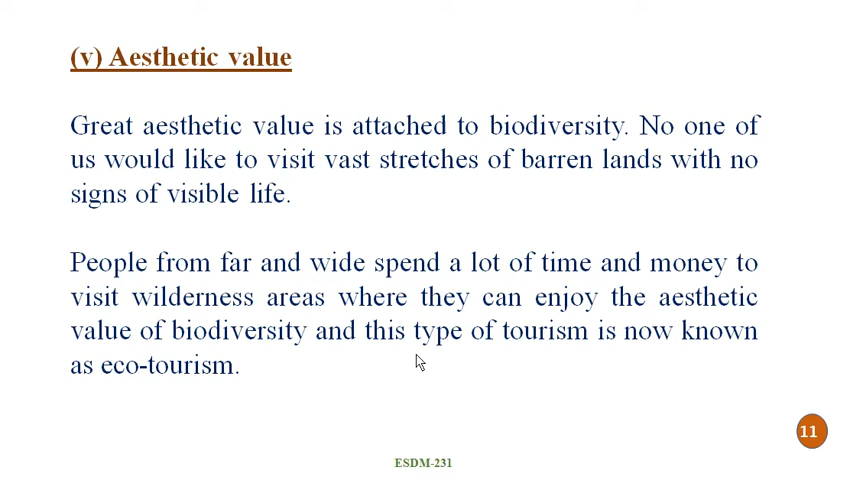 (v) Aesthetic value
Great aesthetic value is attached to biodiversity. No one of
us would like to visit vast stretches of barren lands with no
signs of visible life.
People from far and wide spend a lot of time and money to
visit wilderness areas where they can enjoy the aesthetic
value of biodiversity and this type of tourism is now known
as eco-tourism.
11
ESDM-231